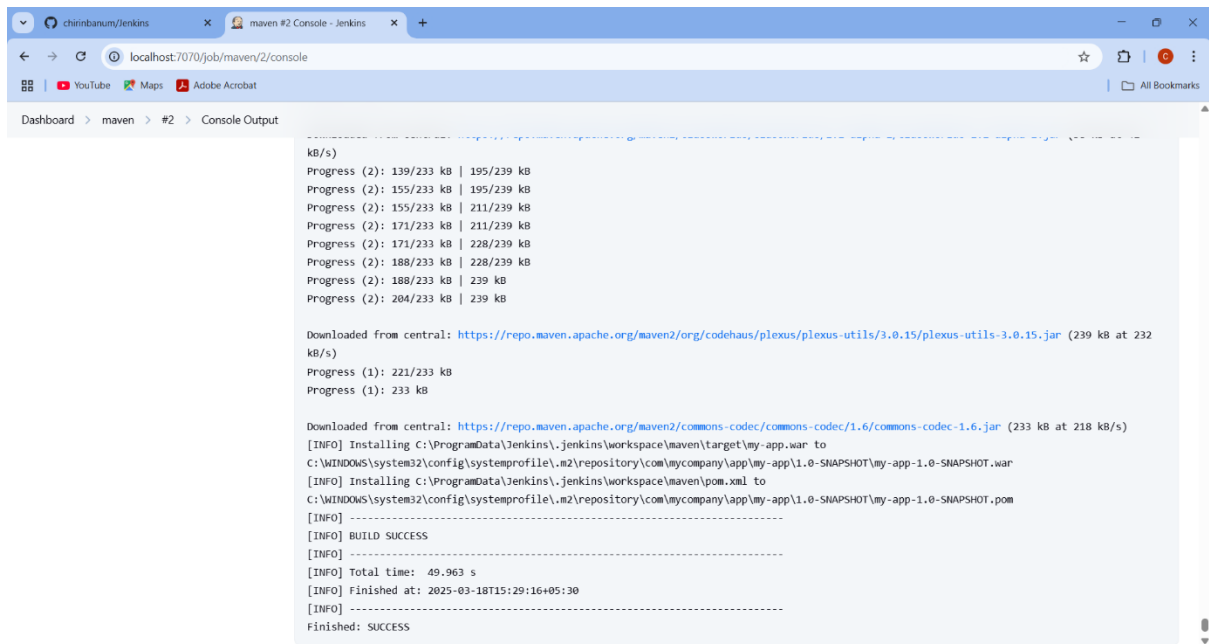 chirinbanum/Jenkins
maven #2 Console - Jenkins
localhost:7070/job/maven/2/console
C
YouTube
Maps
Adobe Acrobat
All Bookmarks
Dashboard > maven > #2 > Console Output
kB/s)
Progress (2): 139/233 kB | 195/239 kB
Progress (2): 155/233 kB | 195/239 kB
Progress (2): 155/233 kB | 211/239 kB
Progress (2): 171/233 kB | 211/239 kB
Progress (2): 171/233 kB | 228/239 kB
Progress (2): 188/233 kB | 228/239 kB
Progress (2): 188/233 kB | 239 kB
Progress (2): 204/233 kB | 239 kB
Downloaded from central: https://repo.maven.apache.org/maven2/org/codehaus/plexus/plexus-utils/3.0.15/plexus-utils-3.0.15.jar (239 kB at 232
kB/s)
Progress (1): 221/233 kB
Progress (1): 233 kB
Downloaded from central: https://repo.maven.apache.org/maven2/commons-codec/commons-codec/1.6/commons-codec-1.6.jar (233 kB at 218 kB/s)
[INFO] Installing C:\ProgramData\Jenkins\.jenkins\workspace\maven\target\my-app.war to
C:\WINDOWS\system32\config\systemprofile\.m2\repository\com\mycompany\app\my-app\1.0-SNAPSHOT\my-app-1.0-SNAPSHOT.war
[INFO] Installing C:\ProgramData\Jenkins\.jenkins\workspace\maven\pom.xml to
C:\WINDOWS\system32\config\systemprofile\.m2\repository\com\mycompany\app\my-app\1.0-SNAPSHOT\my-app-1.0-SNAPSHOT.pom
[INFO] ------------------------------------------------------------------------
[INFO] BUILD SUCCESS
[INFO] ------------------------------------------------------------------------
[INFO] Total time:  49.963 s
[INFO] Finished at: 2025-03-18T15:29:16+05:30
[INFO] ------------------------------------------------------------------------
Finished: SUCCESS